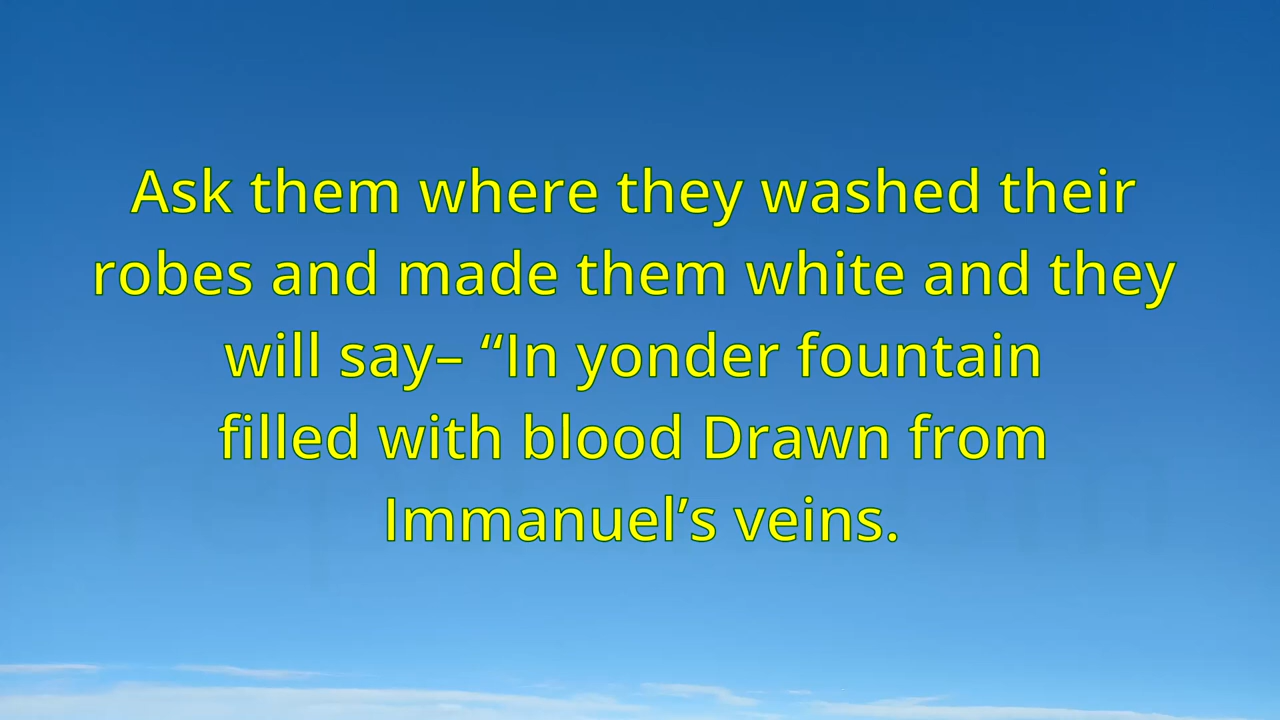 Ask them where they washed their
robes and made them white and they
will say– “In yonder fountain
filled with blood Drawn from
Immanuel’s veins.